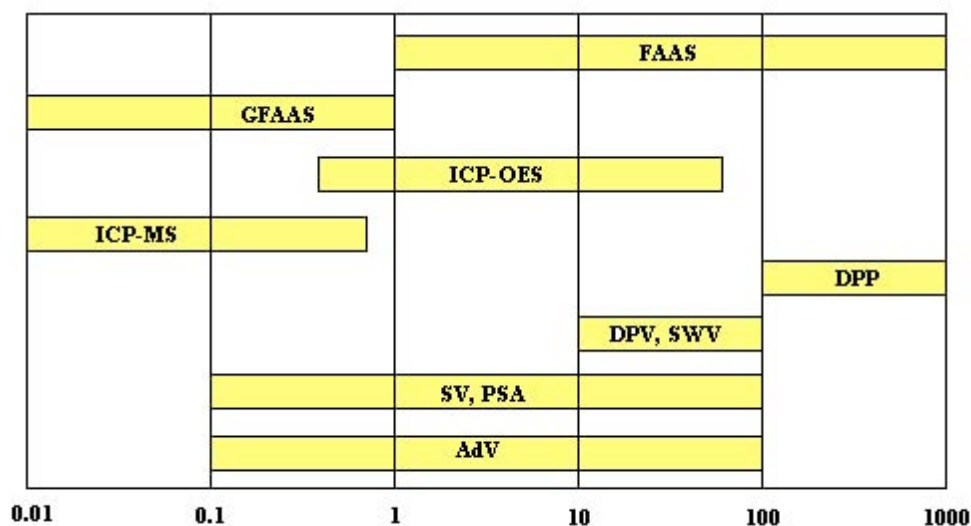 FAAS
GFAAS
ICP-OES
ICP-MS
DPP
DPV, SWV
SV, PSA
AdV
0.01 0.1 1 10 100 1000